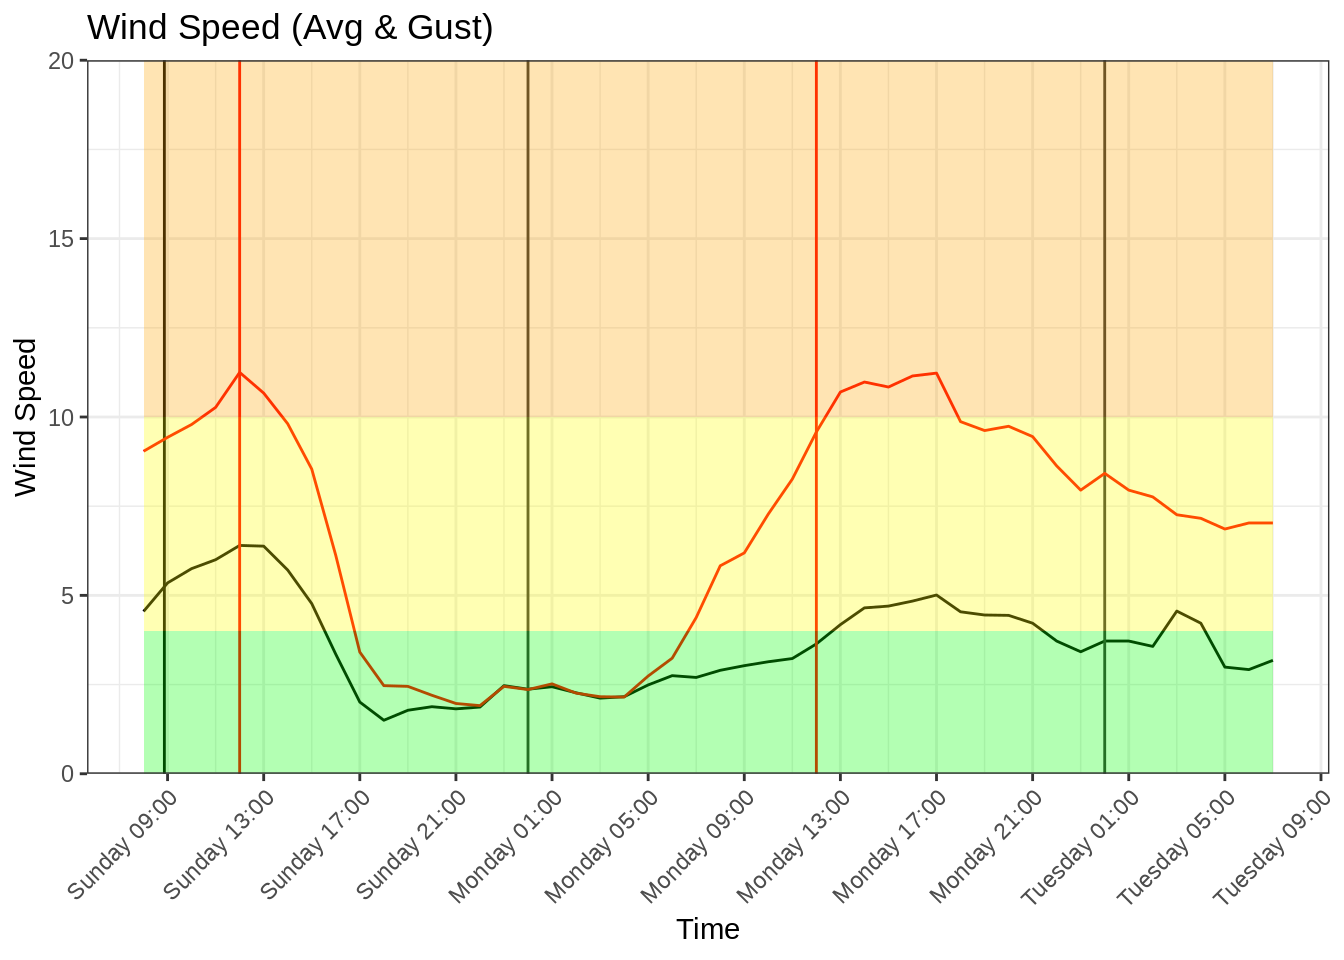 Wind Speed (Avg & Gust)
20
15
10
5
0
Wind Speed
Sunday 09:00
Sunday 13:00
Sunday 17:00
Sunday 21:00
Monday 01:00
Monday 05:00
Monday 09:00
Monday 13:00
Monday 17:00
Monday 21:00
Tuesday 01:00
Tuesday 05:00
Tuesday 09:00
Time